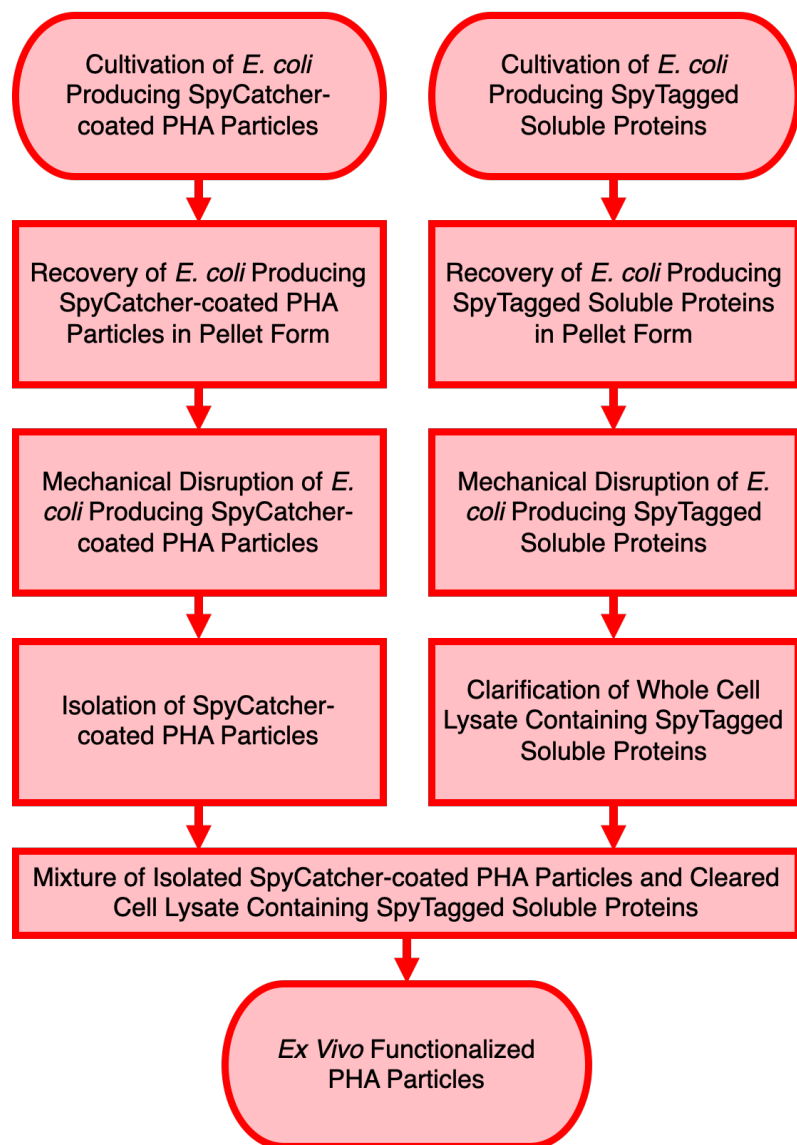 Cultivation of E. coli
Producing SpyCatcher-
coated PHA Particles
Cultivation of E. coli
Producing SpyTagged
Soluble Proteins
Recovery of E. coli Producing
SpyCatcher-coated PHA
Particles in Pellet Form
Recovery of E. coli Producing
SpyTagged Soluble Proteins
in Pellet Form
Mechanical Disruption of E.
coli Producing SpyCatcher-
coated PHA Particles
Mechanical Disruption of E.
coli Producing SpyTagged
Soluble Proteins
Isolation of SpyCatcher-
coated PHA Particles
Clarification of Whole Cell
Lysate Containing SpyTagged
Soluble Proteins
Mixture of Isolated SpyCatcher-coated PHA Particles and Cleared
Cell Lysate Containing SpyTagged Soluble Proteins
Ex Vivo Functionalized
PHA Particles